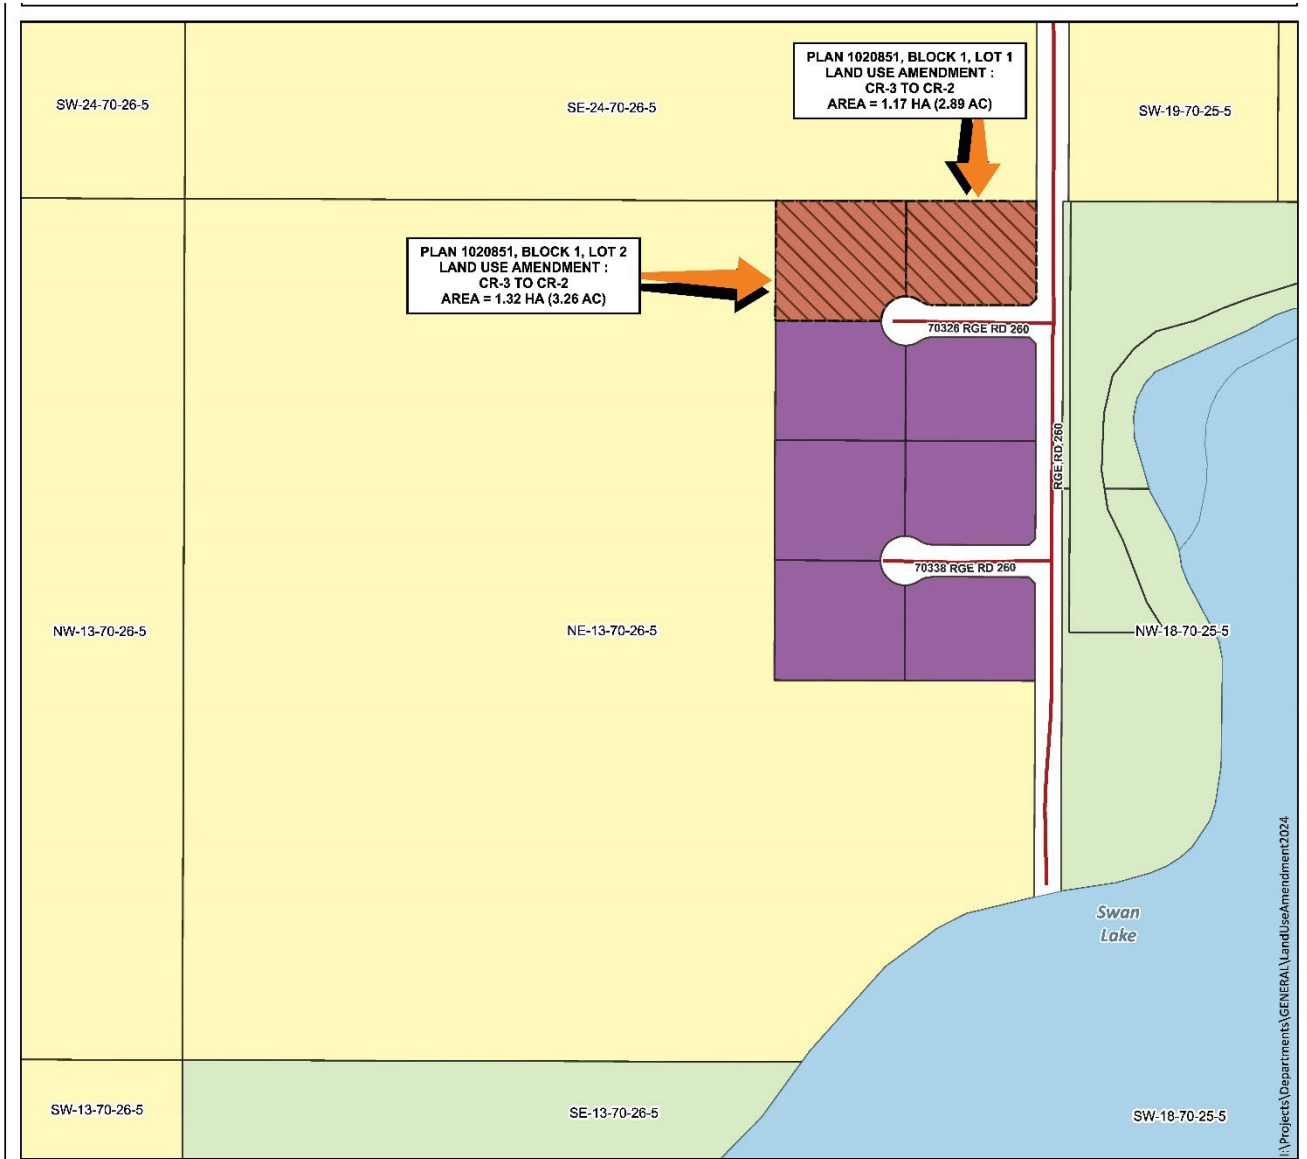 PLAN 1020851, BLOCK 1, LOT 1
LAND USE AMENDMENT :
CR-3 TO CR-2
AREA = 1.17 HA (2.89 AC)
SW-24-70-26-5
SE-24-70-26-5
SW-19-70-25-5
PLAN 1020851, BLOCK 1, LOT 2
LAND USE AMENDMENT :
CR-3 TO CR-2
AREA = 1.32 HA (3.26 AC)
70326 RGE RD 260
RGE RD 260
70338 RGE RD 260
NW-13-70-26-5
NE-13-70-26-5
NW-18-70-25-5
Swan
Lake
SW-13-70-26-5
SE-13-70-26-5
SW-18-70-25-5
I:\Projects\Departments\GENERAL\LandUseAmendment2024